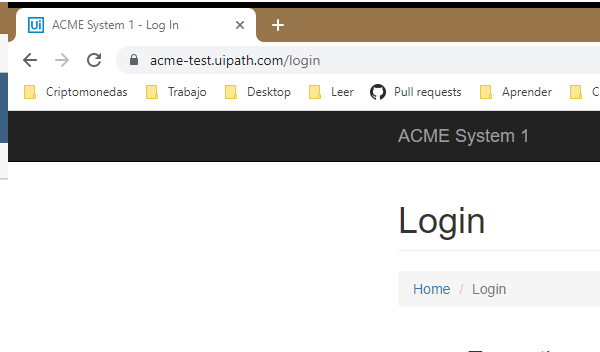 Ui ACME System 1 - Log In
acme-test.uipath.com/login
Criptomonedas Trabajo Desktop Leer Pull requests Aprender C
ACME System 1
Login
Home / Login